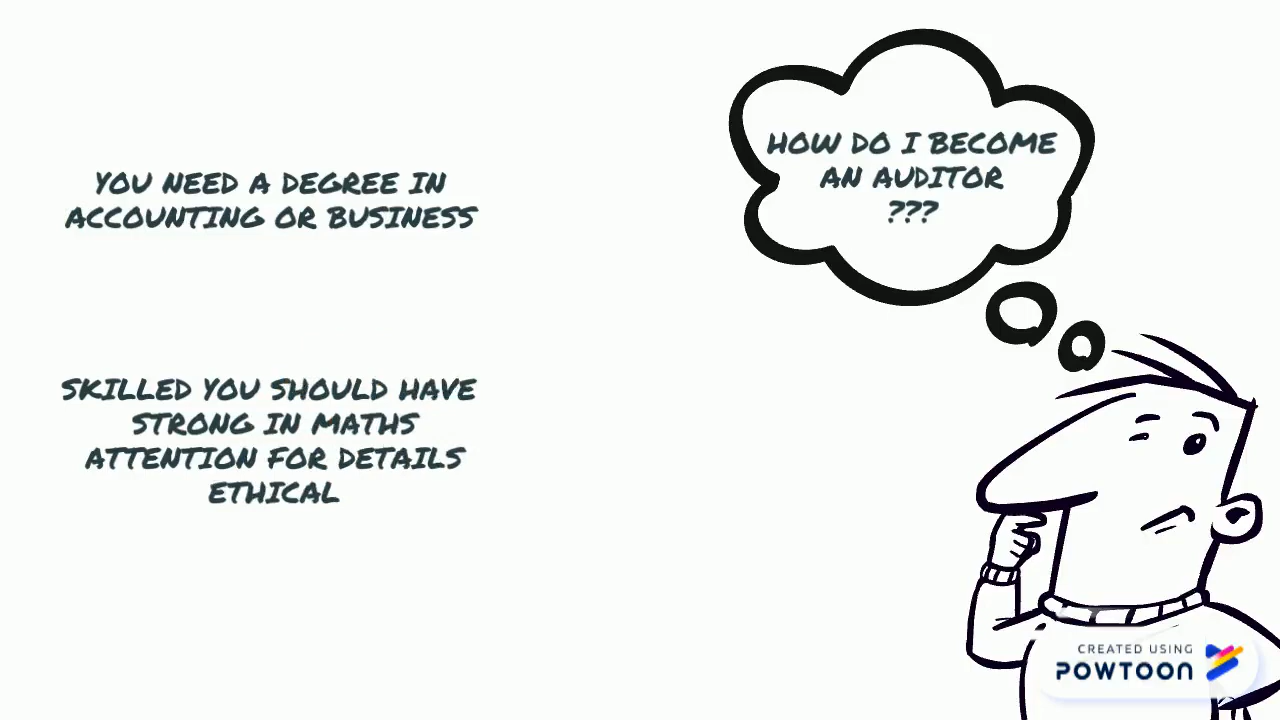 YOU NEED A DEGREE IN
ACCOUNTING OR BUSINESS
SKILLED YOU SHOULD HAVE
STRONG IN MATHS
ATTENTION FOR DETAILS
ETHICAL
HOW DO I BECOME
AN AUDITOR
???
CREATED USING
POWTOON